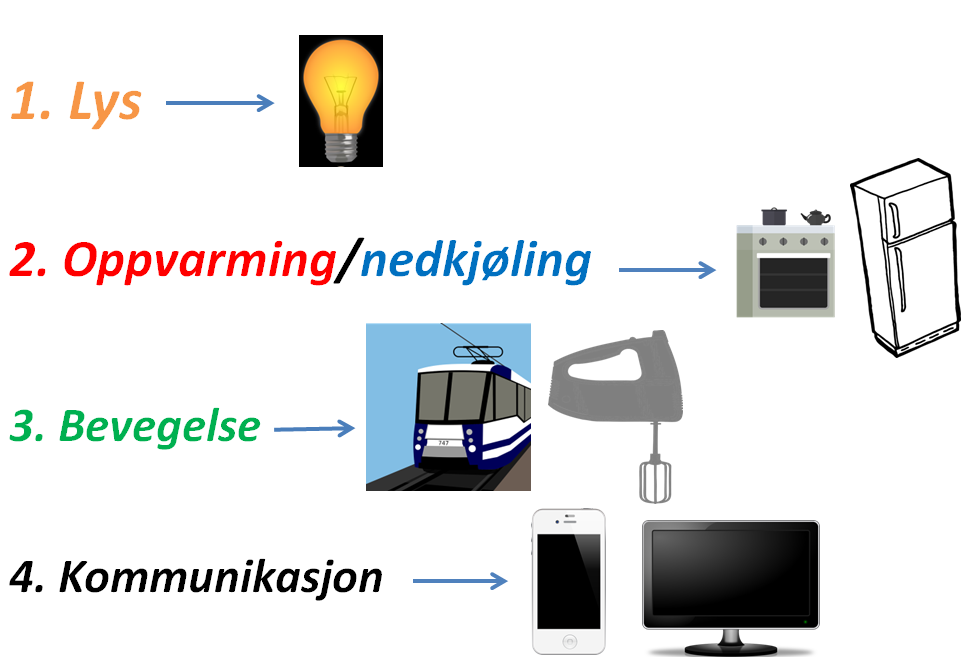 1. Lys
2. Oppvarming/nedkjøling
747
3. Bevegelse
4. Kommunikasjon